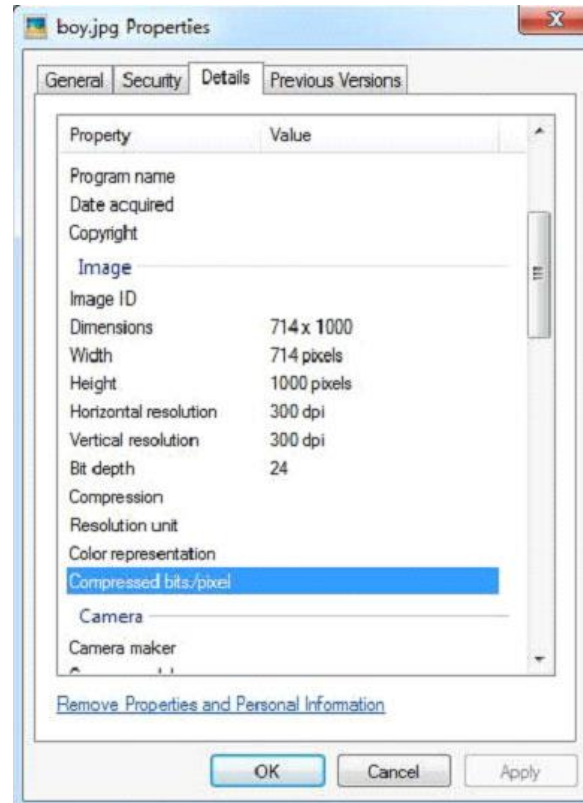 boy.jpg Properties
X
General Security Details Previous Versions
Property Value
Program name
Date acquired
Copyright
Image
Image ID
Dimensions 714 x 1000
Width 714 pixels
Height 1000 pixels
Horizontal resolution 300 dpi
Vertical resolution 300 dpi
Bit depth 24
Compression
Resolution unit
Color representation
Compressed bits/pixel
Camera
Camera maker
Remove Properties and Personal Information
OK Cancel Apply